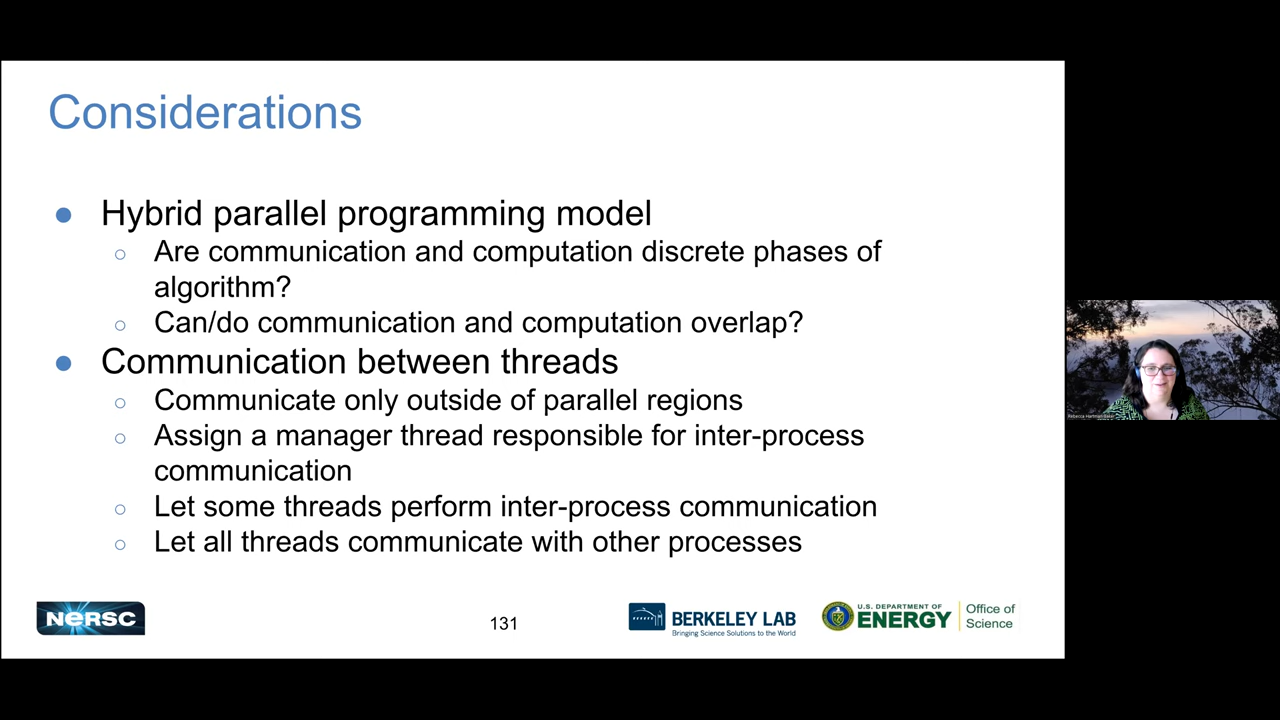 Considerations
● Hybrid parallel programming model
○ Are communication and computation discrete phases of
algorithm?
○ Can/do communication and computation overlap?
● Communication between threads
○ Communicate only outside of parallel regions
○ Assign a manager thread responsible for inter-process
communication
○ Let some threads perform inter-process communication
○ Let all threads communicate with other processes
NERSC
131
BERKELEY LAB
Bringing Science Solutions to the World
U.S. DEPARTMENT OF
ENERGY
Office of
Science
Rebecca Hartman-Baker